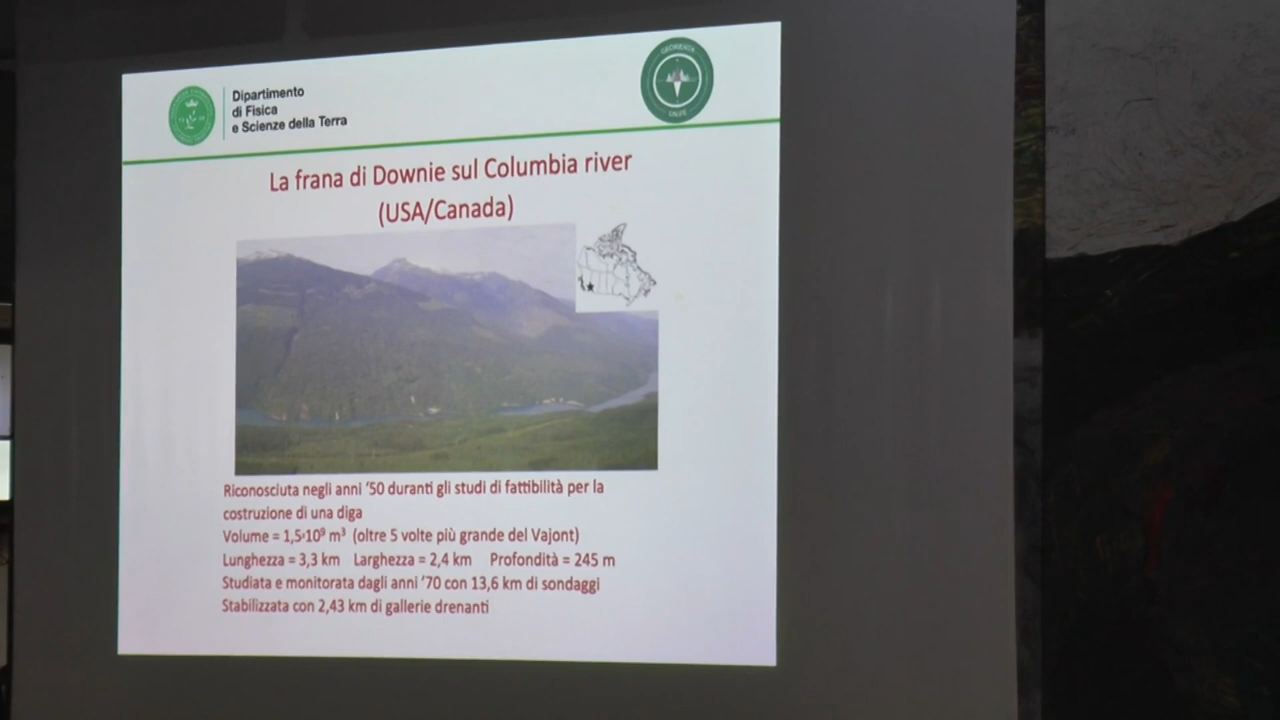 Dipartimento
di Fisica
e Scienze della Terra
La frana di Downie sul Columbia river
(USA/Canada)
Riconosciuta negli anni '50 duranti gli studi di fattibilità per la
costruzione di una diga
Volume = 1,5·10⁹ m³ (oltre 5 volte più grande del Vajont)
Lunghezza = 3,3 km Larghezza = 2,4 km Profondità = 245 m
Studiata e monitorata dagli anni '70 con 13,6 km di sondaggi
Stabilizzata con 2,43 km di gallerie drenanti